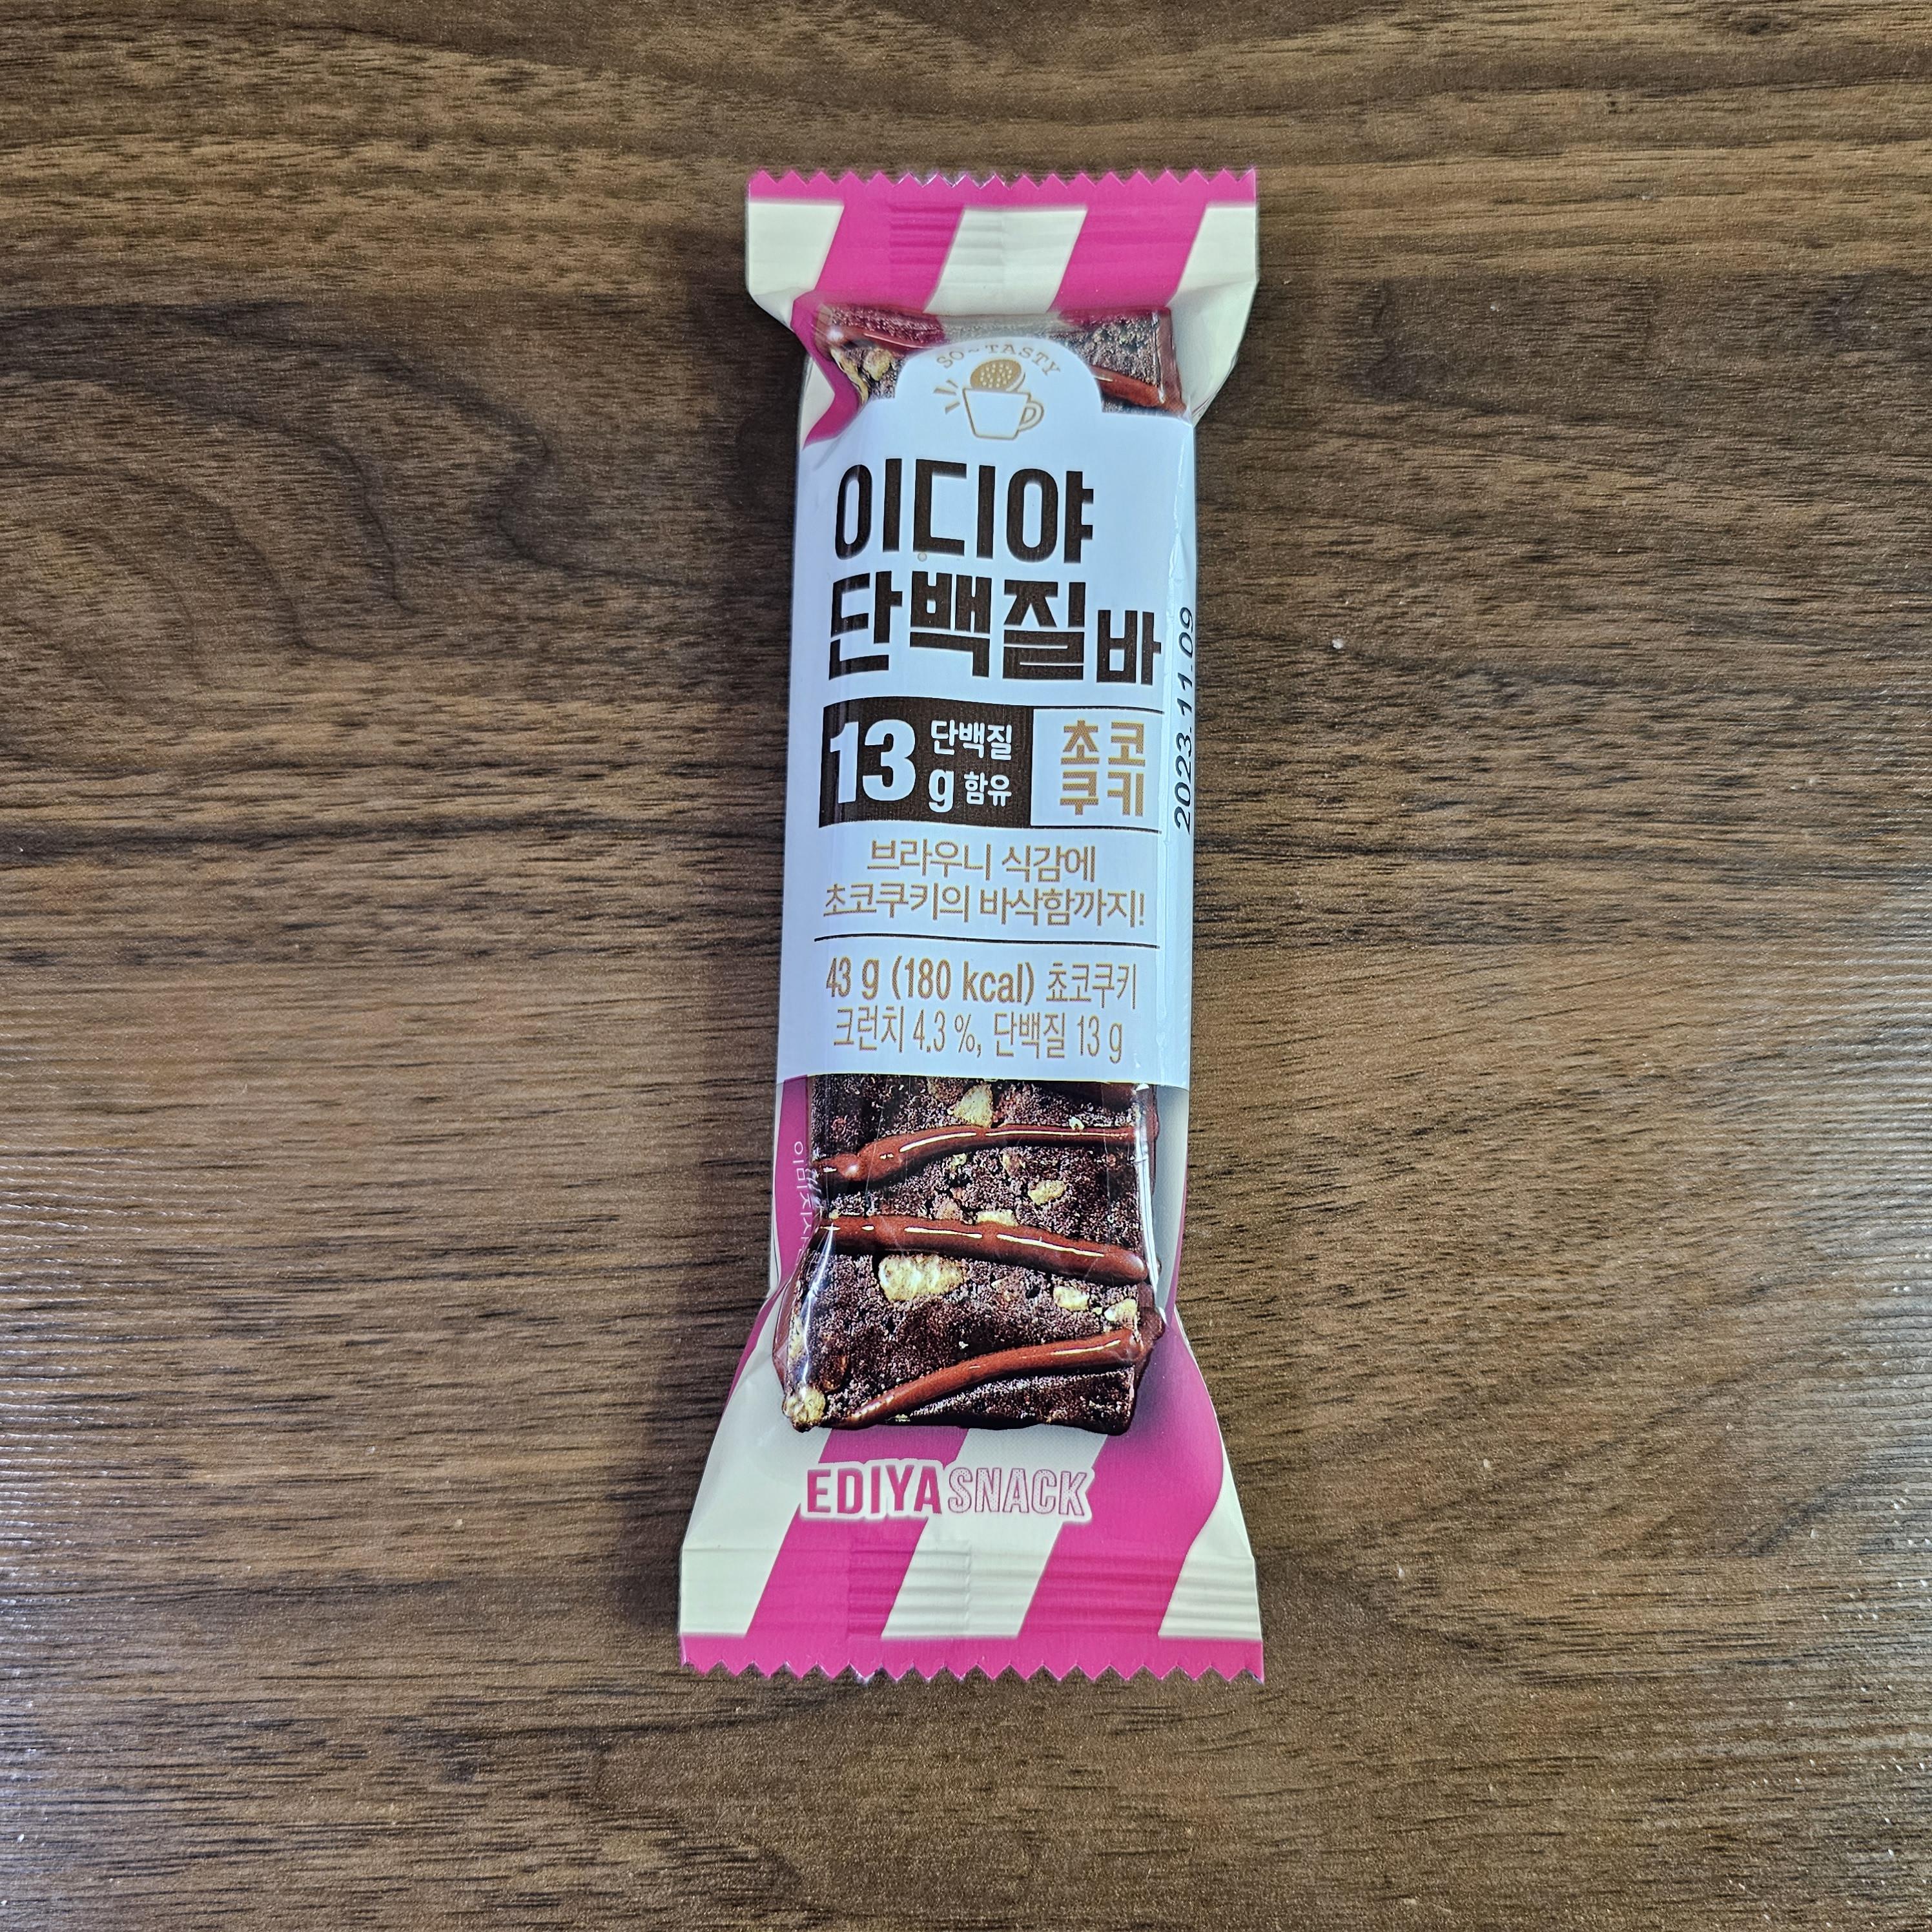 SO~TASTY
이디야
단백질바
13 단백질
g 함유
초코
쿠키
2023.11.09
브라우니 식감에
초코쿠키의 바삭함까지!
43 g (180 kcal) 쵸코쿠키
크런치 4.3 %, 단백질 13 g
EDIYA SNACK